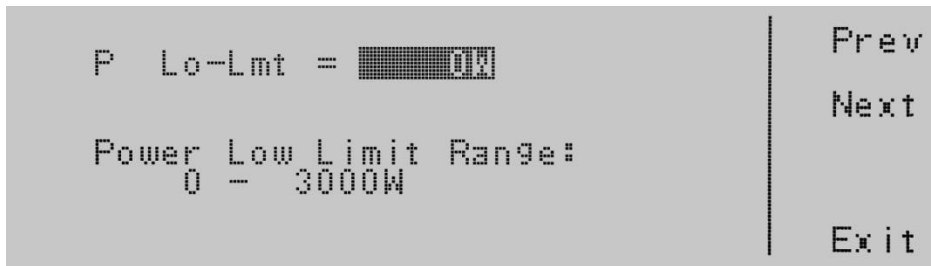 P Lo-Lmt = 0W
Power Low Limit Range:
0 - 3000W
Prev
Next
Exit